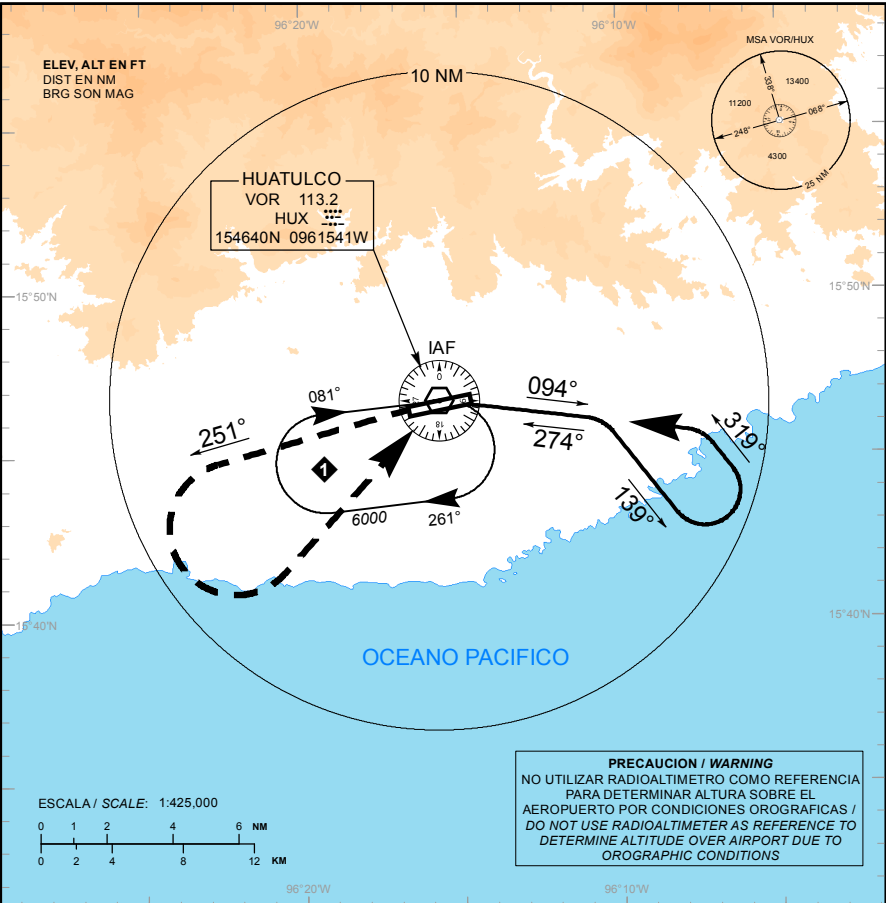 96°20'W
96°10'W
ELEV, ALT EN FT
DIST EN NM
BRG SON MAG
MSA VOR/HUX
338°
13400
11200
068°
248°
4300
25 NM
10 NM
HUATULCO
VOR 113.2
HUX
154640N 0961541W
15°50'N
15°50'N
IAF
0
18
27
081°
094°
274°
251°
319°
1
139°
6000
261°
15°40'N
15°40'N
OCEANO PACIFICO
PRECAUCION / WARNING
NO UTILIZAR RADIOALTIMETRO COMO REFERENCIA
PARA DETERMINAR ALTURA SOBRE EL
AEROPUERTO POR CONDICIONES OROGRAFICAS /
DO NOT USE RADIOALTIMETER AS REFERENCE TO
DETERMINE ALTITUDE OVER AIRPORT DUE TO
OROGRAPHIC CONDITIONS
ESCALA / SCALE: 1:425,000
0 1 2 4 6 NM
0 2 4 8 12 KM
96°20'W
96°10'W